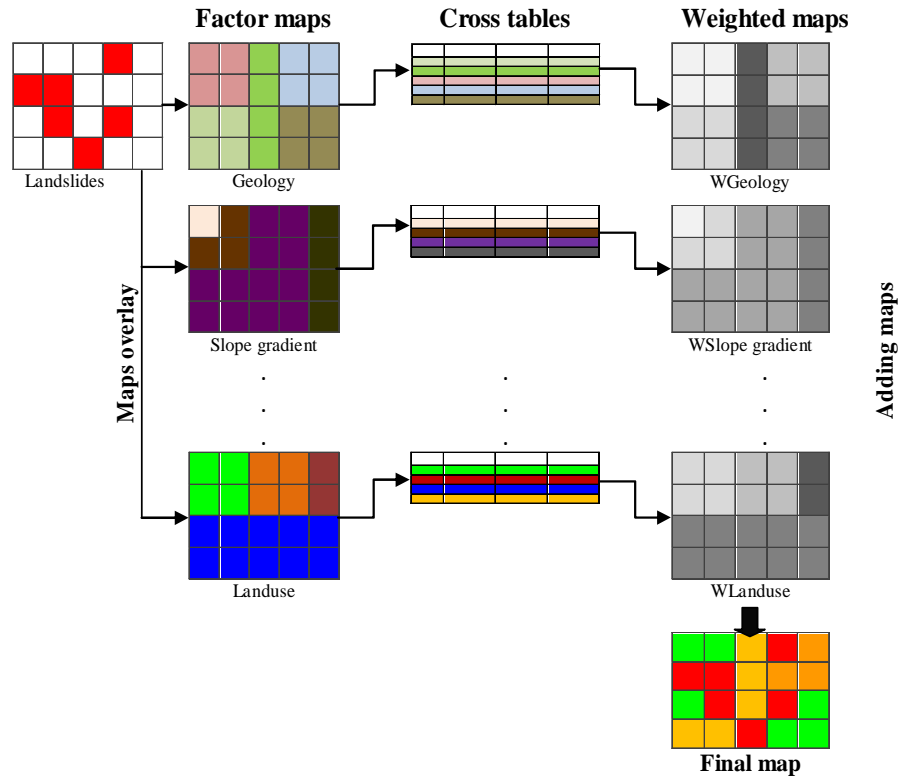 Factor maps
Cross tables
Weighted maps
Landslides
Geology
WGeology
Slope gradient
WSlope gradient
Maps overlay
Adding maps
. . .
. . .
. . .
Landuse
WLanduse
Final map